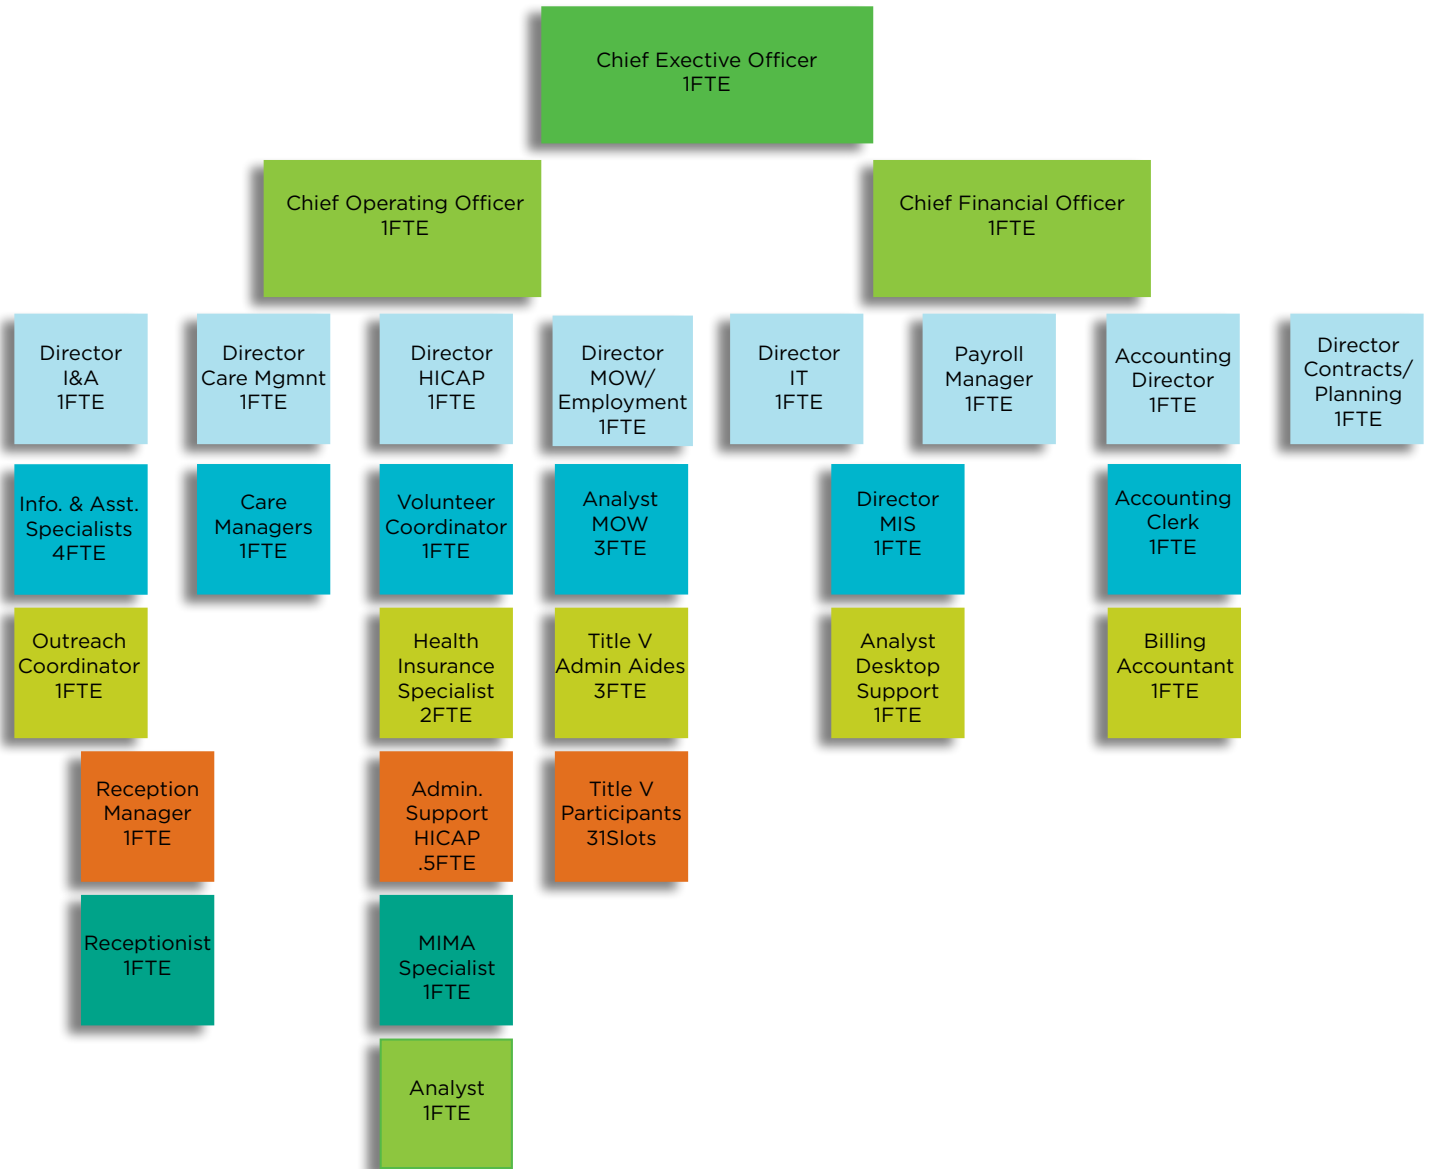 Chief Exective Officer
1FTE
Chief Operating Officer
1FTE
Chief Financial Officer
1FTE
Director
I&A
1FTE
Director
Care Mgmnt
1FTE
Director
HICAP
1FTE
Director
MOW/
Employment
1FTE
Director
IT
1FTE
Payroll
Manager
1FTE
Accounting
Director
1FTE
Director
Contracts/
Planning
1FTE
Info. & Asst.
Specialists
4FTE
Care
Managers
1FTE
Volunteer
Coordinator
1FTE
Analyst
MOW
3FTE
Director
MIS
1FTE
Accounting
Clerk
1FTE
Outreach
Coordinator
1FTE
Health
Insurance
Specialist
2FTE
Title V
Admin Aides
3FTE
Analyst
Desktop
Support
1FTE
Billing
Accountant
1FTE
Reception
Manager
1FTE
Admin.
Support
HICAP
.5FTE
Title V
Participants
31Slots
Receptionist
1FTE
MIMA
Specialist
1FTE
Analyst
1FTE